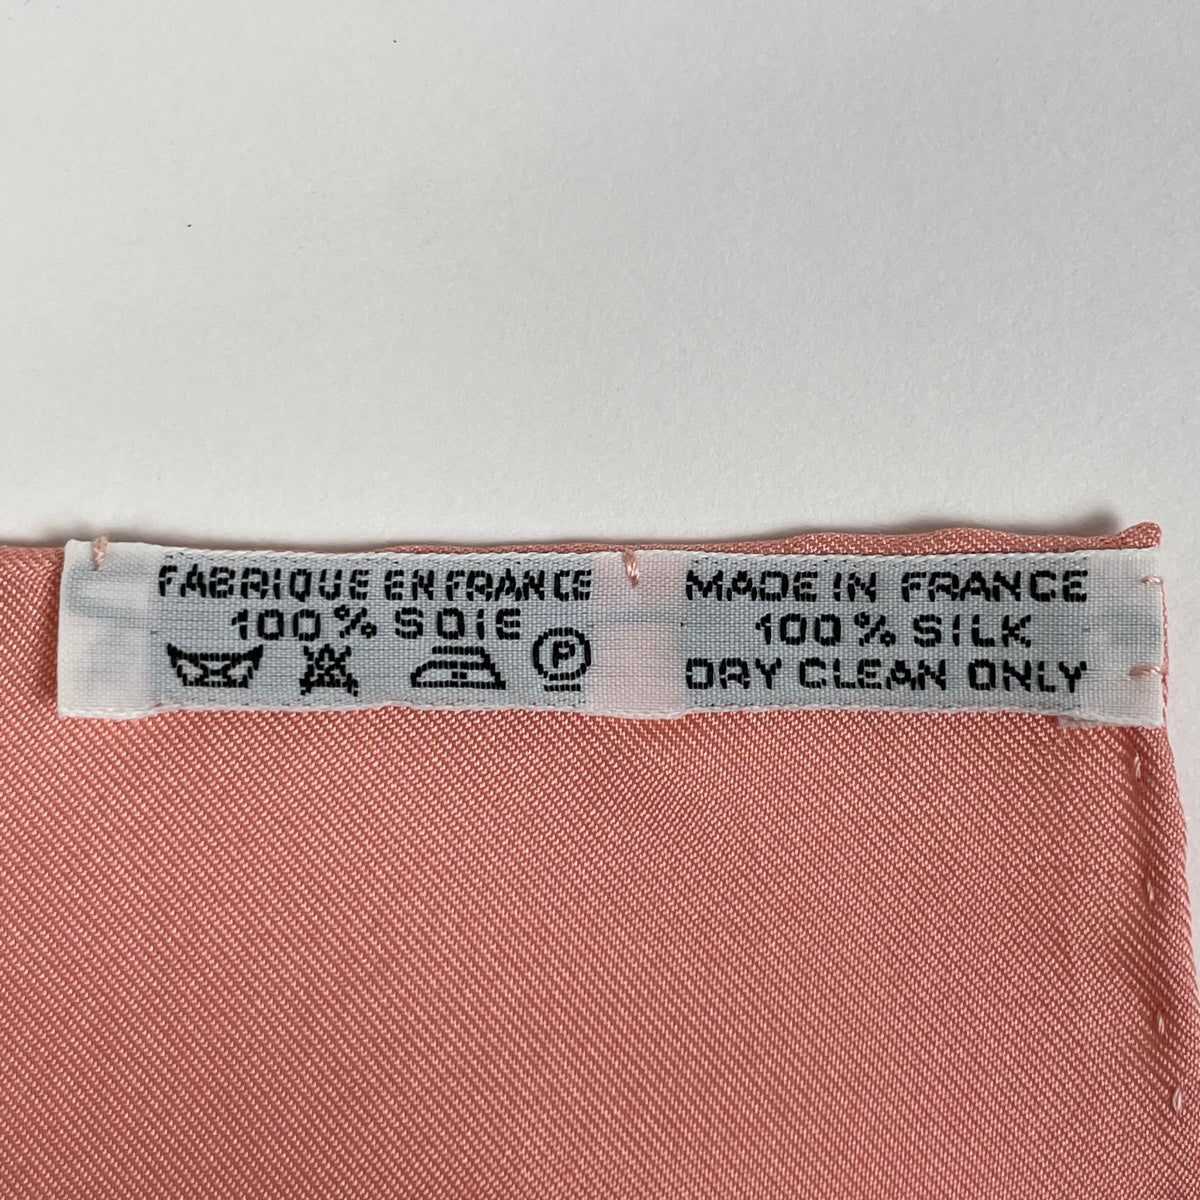 FABRIQUE EN FRANCE
100% SOIE
P
MADE IN FRANCE
100% SILK
DRY CLEAN ONLY